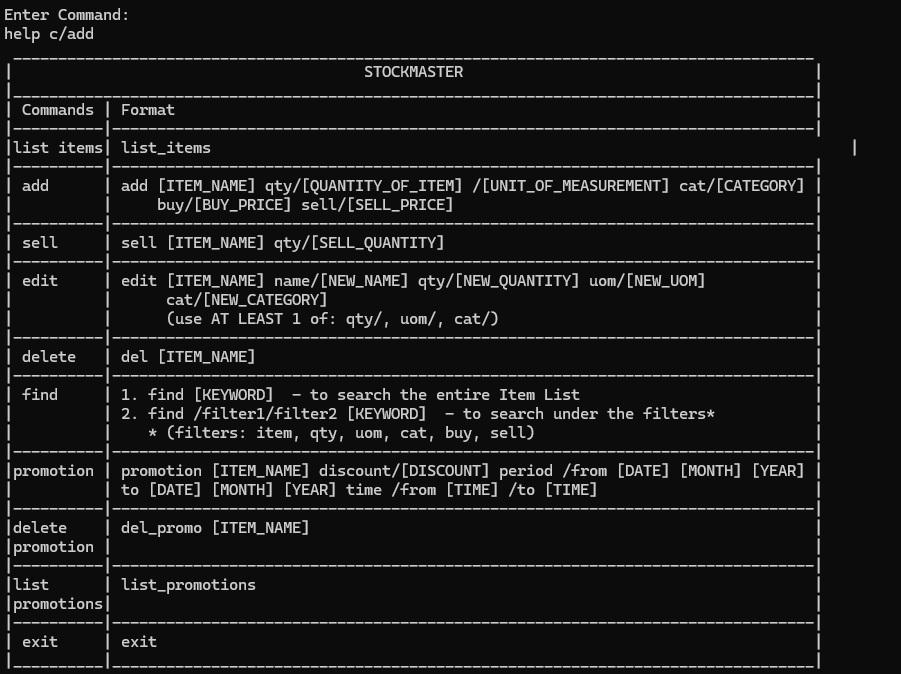 Enter Command:
help c/add
STOCKMASTER
| Commands | Format |
|list items| list_items |
| add | add [ITEM_NAME] qty/[QUANTITY_OF_ITEM] /[UNIT_OF_MEASUREMENT] cat/[CATEGORY] |
| | buy/[BUY_PRICE] sell/[SELL_PRICE] |
| sell | sell [ITEM_NAME] qty/[SELL_QUANTITY] |
| edit | edit [ITEM_NAME] name/[NEW_NAME] qty/[NEW_QUANTITY] uom/[NEW_UOM] |
| | cat/[NEW_CATEGORY] |
| | (use AT LEAST 1 of: qty/, uom/, cat/) |
| delete | del [ITEM_NAME] |
| find | 1. find [KEYWORD] - to search the entire Item List |
| | 2. find /filter1/filter2 [KEYWORD] - to search under the filters* |
| | * (filters: item, qty, uom, cat, buy, sell) |
|promotion | promotion [ITEM_NAME] discount/[DISCOUNT] period /from [DATE] [MONTH] [YEAR] |
| | to [DATE] [MONTH] [YEAR] time /from [TIME] /to [TIME] |
|delete | del_promo [ITEM_NAME] |
|promotion | |
|list | list_promotions |
|promotions| |
| exit | exit |